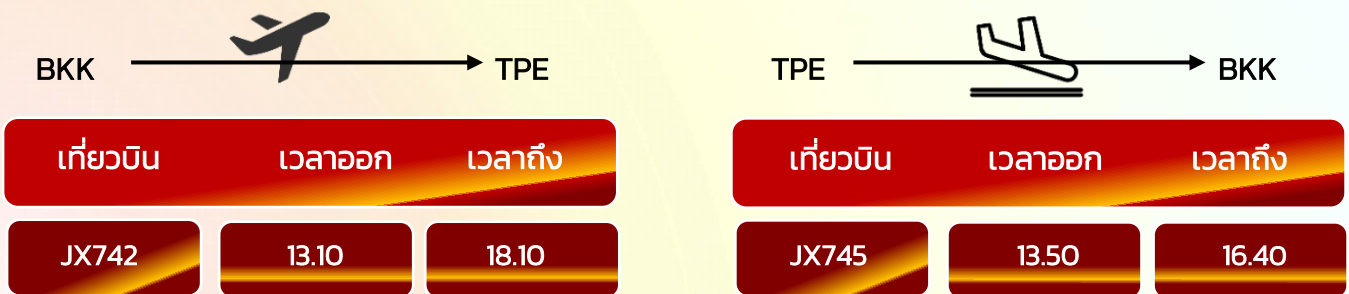 BKK TPE
เที่ยวบิน เวลาออก เวลาถึง
JX742 13.10 18.10
TPE BKK
เที่ยวบิน เวลาออก เวลาถึง
JX745 13.50 16.40